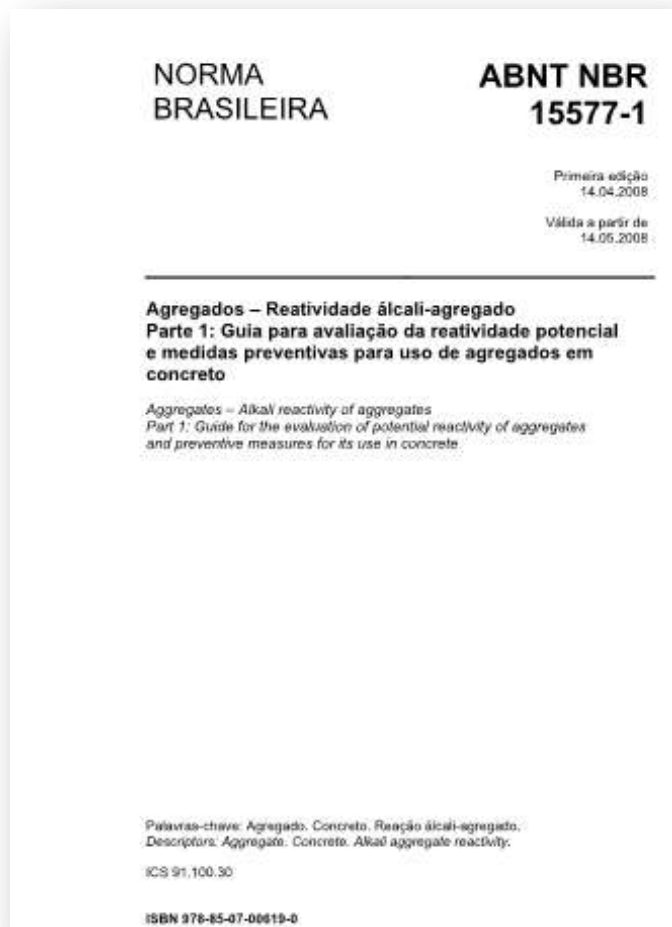 NORMA
BRASILEIRA
ABNT NBR
15577-1
Primeira edição
14.04.2008
Válida a partir de
14.05.2008
Agregados – Reatividade álcali-agregado
Parte 1: Guia para avaliação da reatividade potencial
e medidas preventivas para uso de agregados em
concreto
Aggregates – Alkali reactivity of aggregates
Part 1: Guide for the evaluation of potential reactivity of aggregates
and preventive measures for its use in concrete
Palavras-chave: Agregado. Concreto. Reação álcali-agregado.
Descriptors: Aggregate. Concrete. Alkali aggregate reactivity.
ICS 91.100.30
ISBN 978-85-07-00619-0